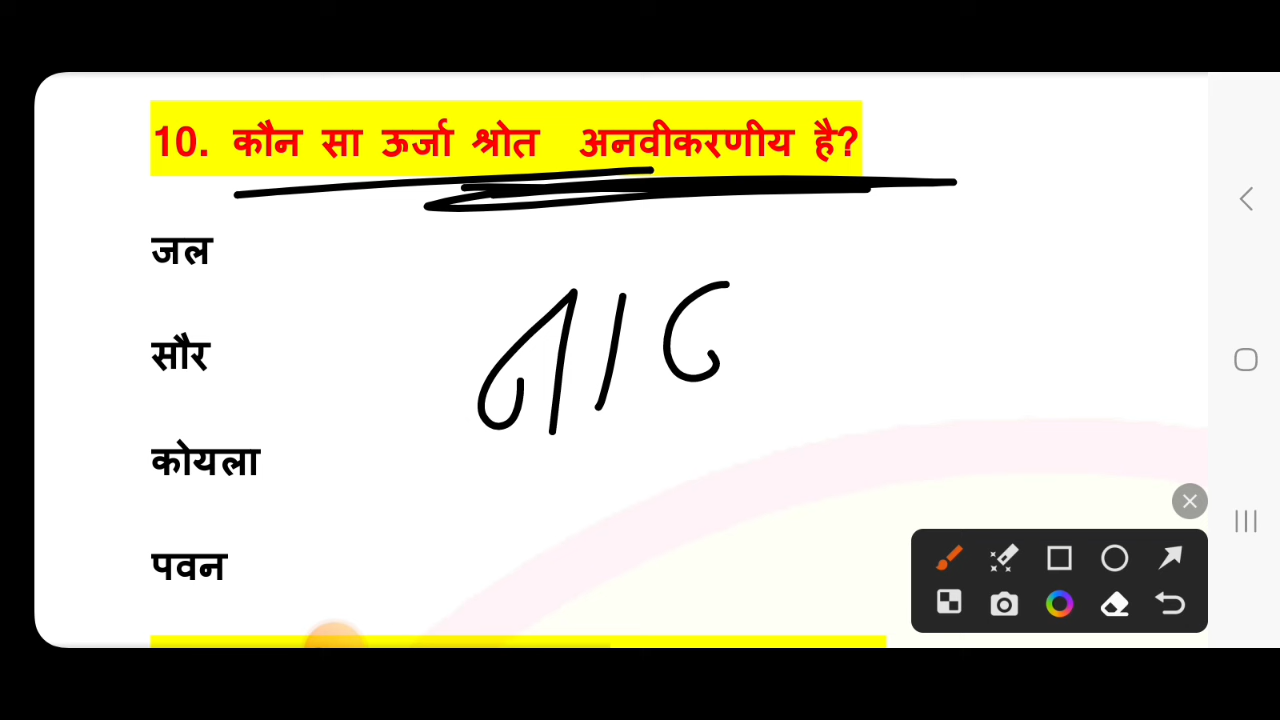 10. कौन सा ऊर्जा श्रोत अनवीकरणीय है?
जल
सौर
कोयला
पवन